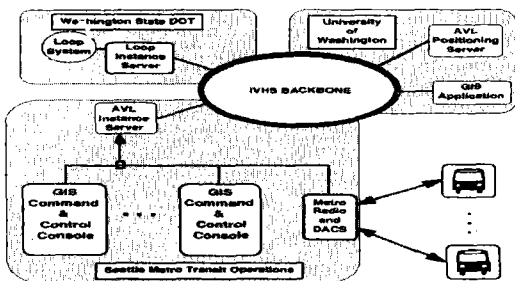 Washington State DOT
Loop
System
Loop
Instance
Server
University
of
Washington
AVL
Positioning
Server
IVHS BACKBONE
GIS
Application
AVL
Instance
Server
GIS
Command
&
Control
Console
. . .
GIS
Command
&
Control
Console
Metro
Radio
and
DACS
Seattle Metro Transit Operations